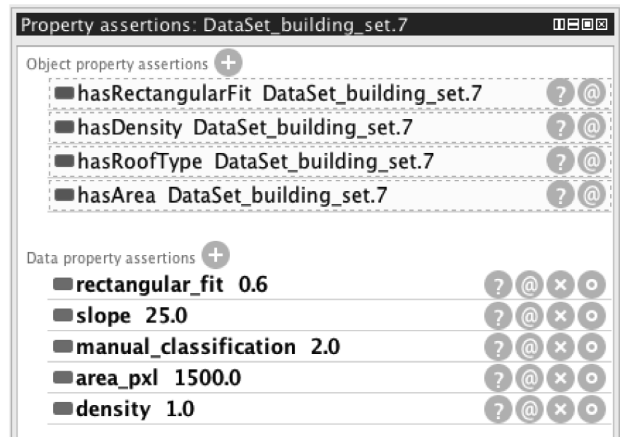 Property assertions: DataSet_building_set.7
Object property assertions
hasRectangularFit DataSet_building_set.7
hasDensity DataSet_building_set.7
hasRoofType DataSet_building_set.7
hasArea DataSet_building_set.7
Data property assertions
rectangular_fit 0.6
slope 25.0
manual_classification 2.0
area_pxl 1500.0
density 1.0